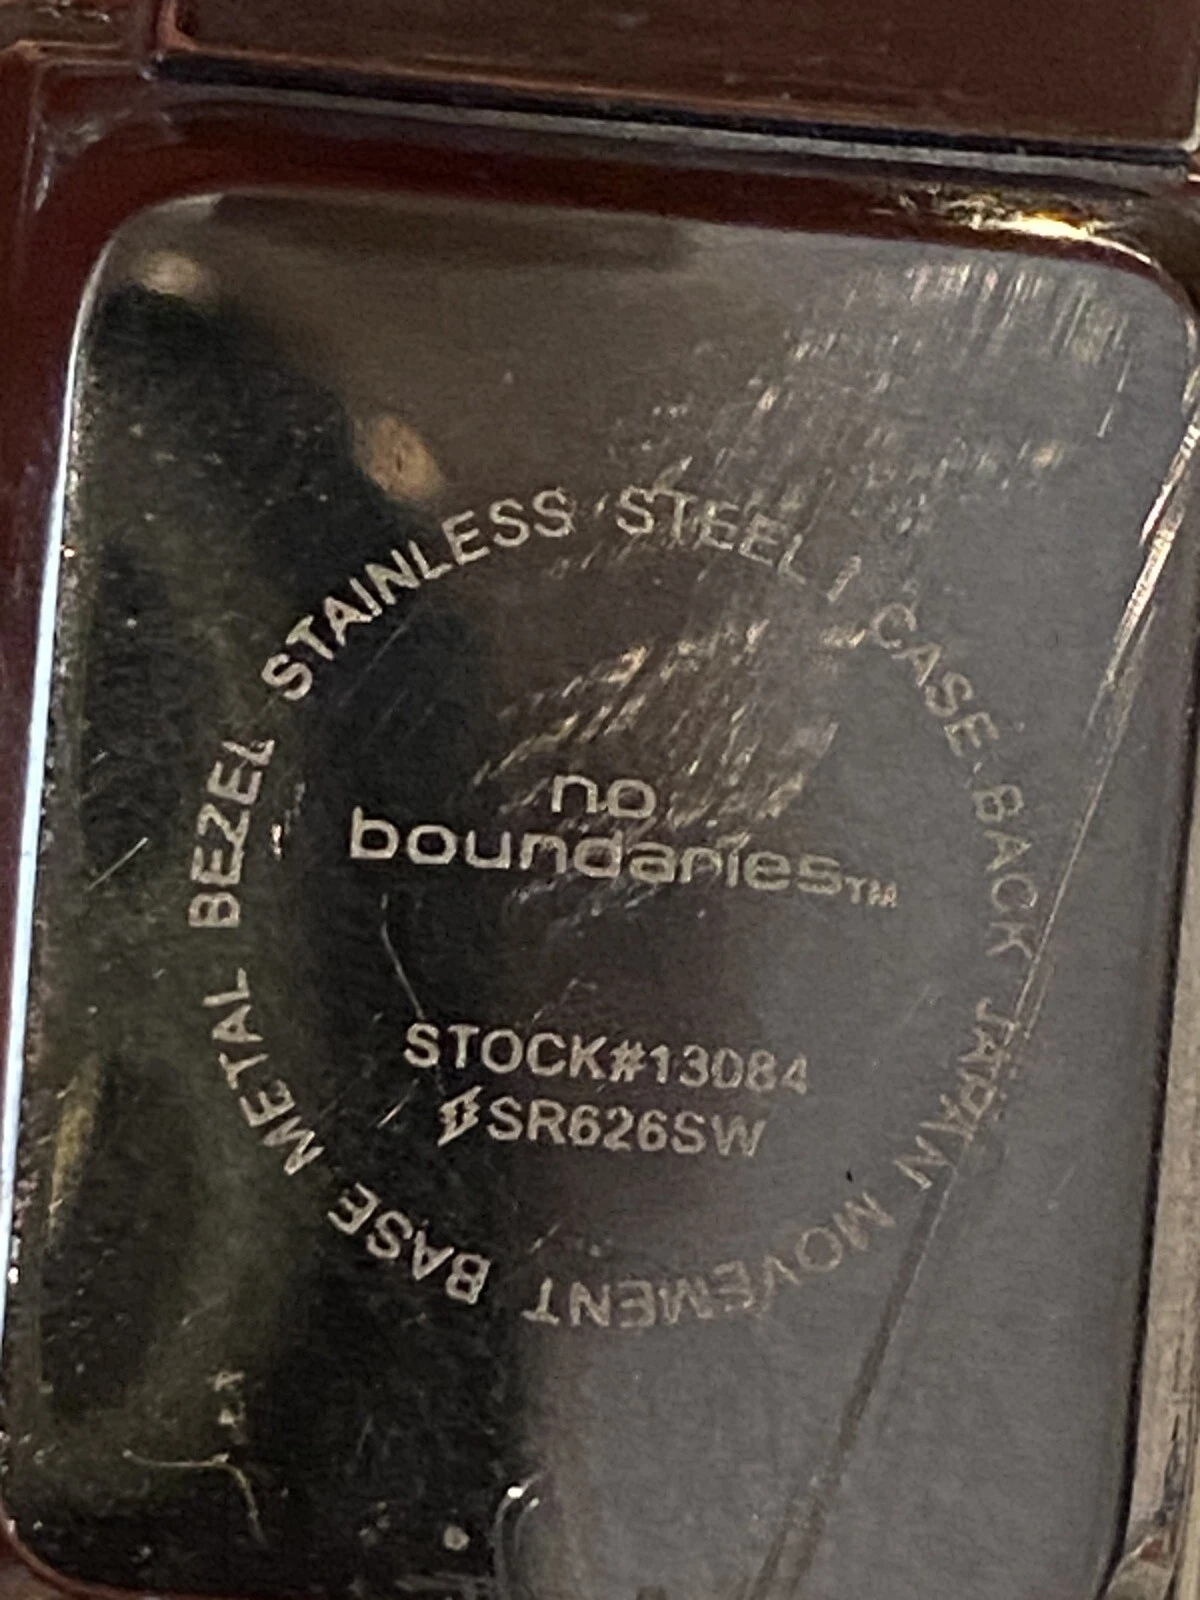 no
boundaries™
STOCK#13084
SR626SW
BASE METAL BEZEL STAINLESS STEEL CASE BACK JAPAN MOVEMENT